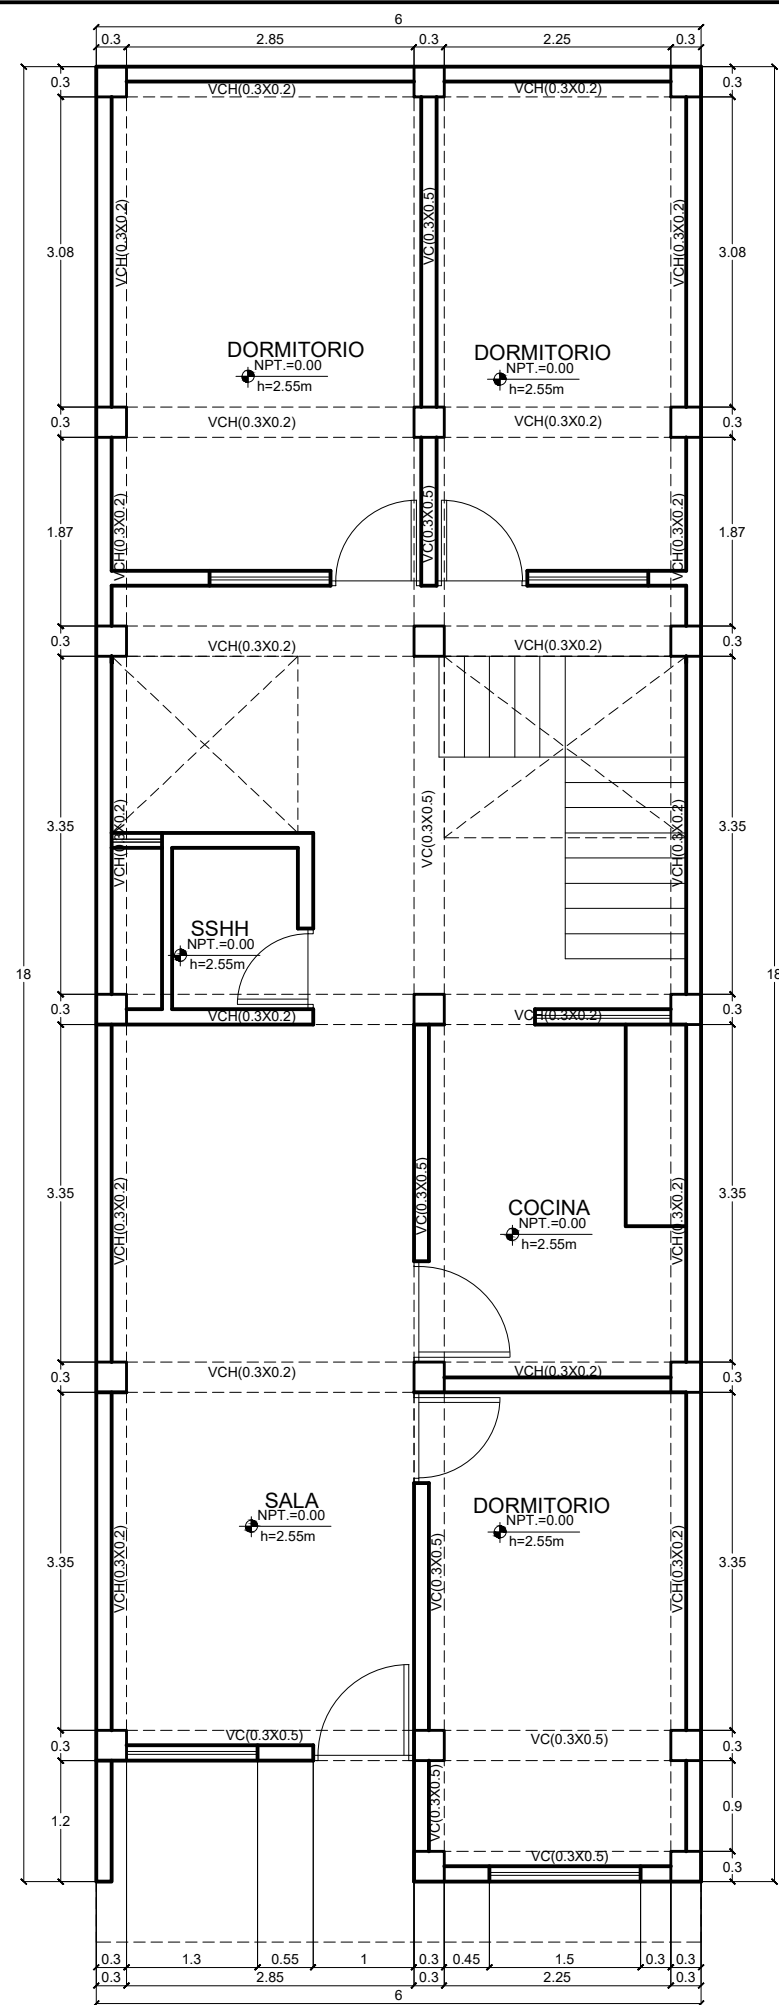 6
0.3 2.85 0.3 2.25 0.3
0.3 VCH(0.3X0.2) VCH(0.3X0.2) 0.3
VCH(0.3X0.2) VC(0.3X0.5) VCH(0.3X0.2)
3.08 3.08
DORMITORIO DORMITORIO
NPT.=0.00 NPT.=0.00
h=2.55m h=2.55m
0.3 VCH(0.3X0.2) VCH(0.3X0.2) 0.3
VCH(0.3X0.2) VC(0.3X0.5) VCH(0.3X0.2)
1.87 1.87
0.3 VCH(0.3X0.2) VCH(0.3X0.2) 0.3
3.35 VCH(0.3X0.2) VC(0.3X0.5) VCH(0.3X0.2) 3.35
SSHH
NPT.=0.00
h=2.55m
18 18
0.3 VCH(0.3X0.2) VCH(0.3X0.2) 0.3
3.35 VCH(0.3X0.2) VC(0.3X0.5) VCH(0.3X0.2) 3.35
COCINA
NPT.=0.00
h=2.55m
0.3 VCH(0.3X0.2) VCH(0.3X0.2) 0.3
SALA DORMITORIO
NPT.=0.00 NPT.=0.00
h=2.55m h=2.55m
3.35 VCH(0.3X0.2) VC(0.3X0.5) VCH(0.3X0.2) 3.35
0.3 VC(0.3X0.5) VC(0.3X0.5) 0.3
1.2 VC(0.3X0.5) 0.9
VC(0.3X0.5) 0.3
0.3 1.3 0.55 1 0.3 0.45 1.5 0.3 0.3
0.3 2.85 0.3 2.25 0.3
6